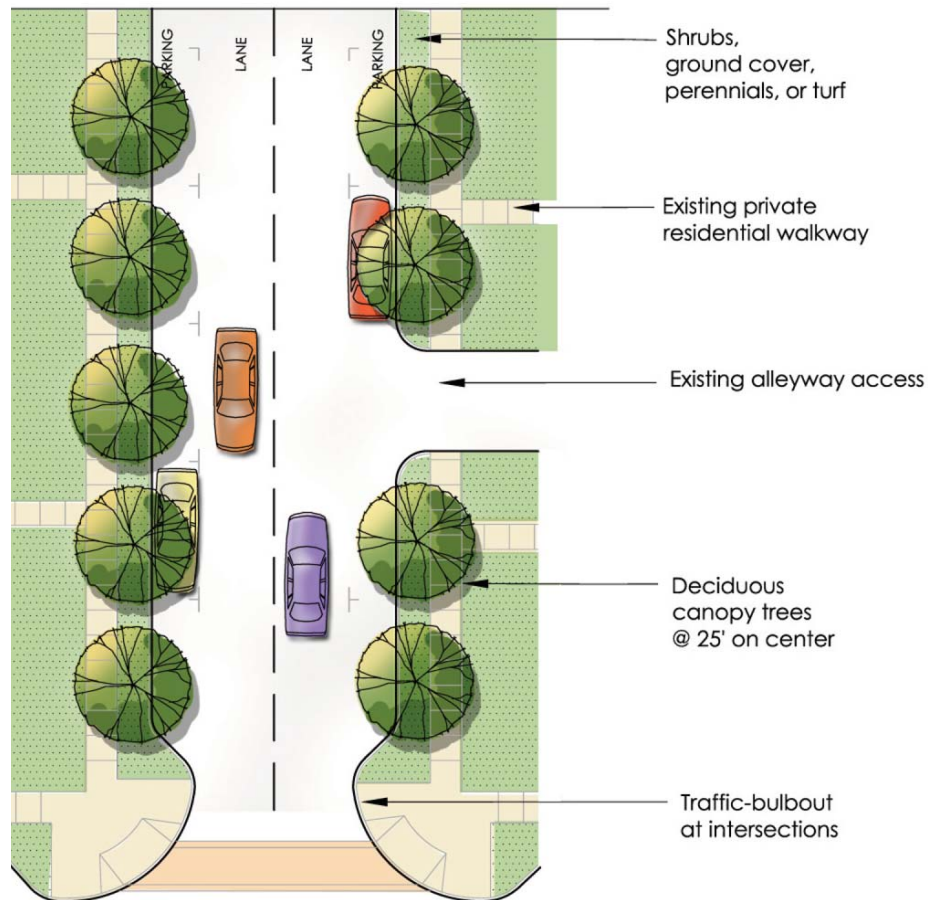 PARKING
LANE
LANE
PARKING
Shrubs,
ground cover,
perennials, or turf
Existing private
residential walkway
Existing alleyway access
Deciduous
canopy trees
@ 25' on center
Traffic-bulbout
at intersections